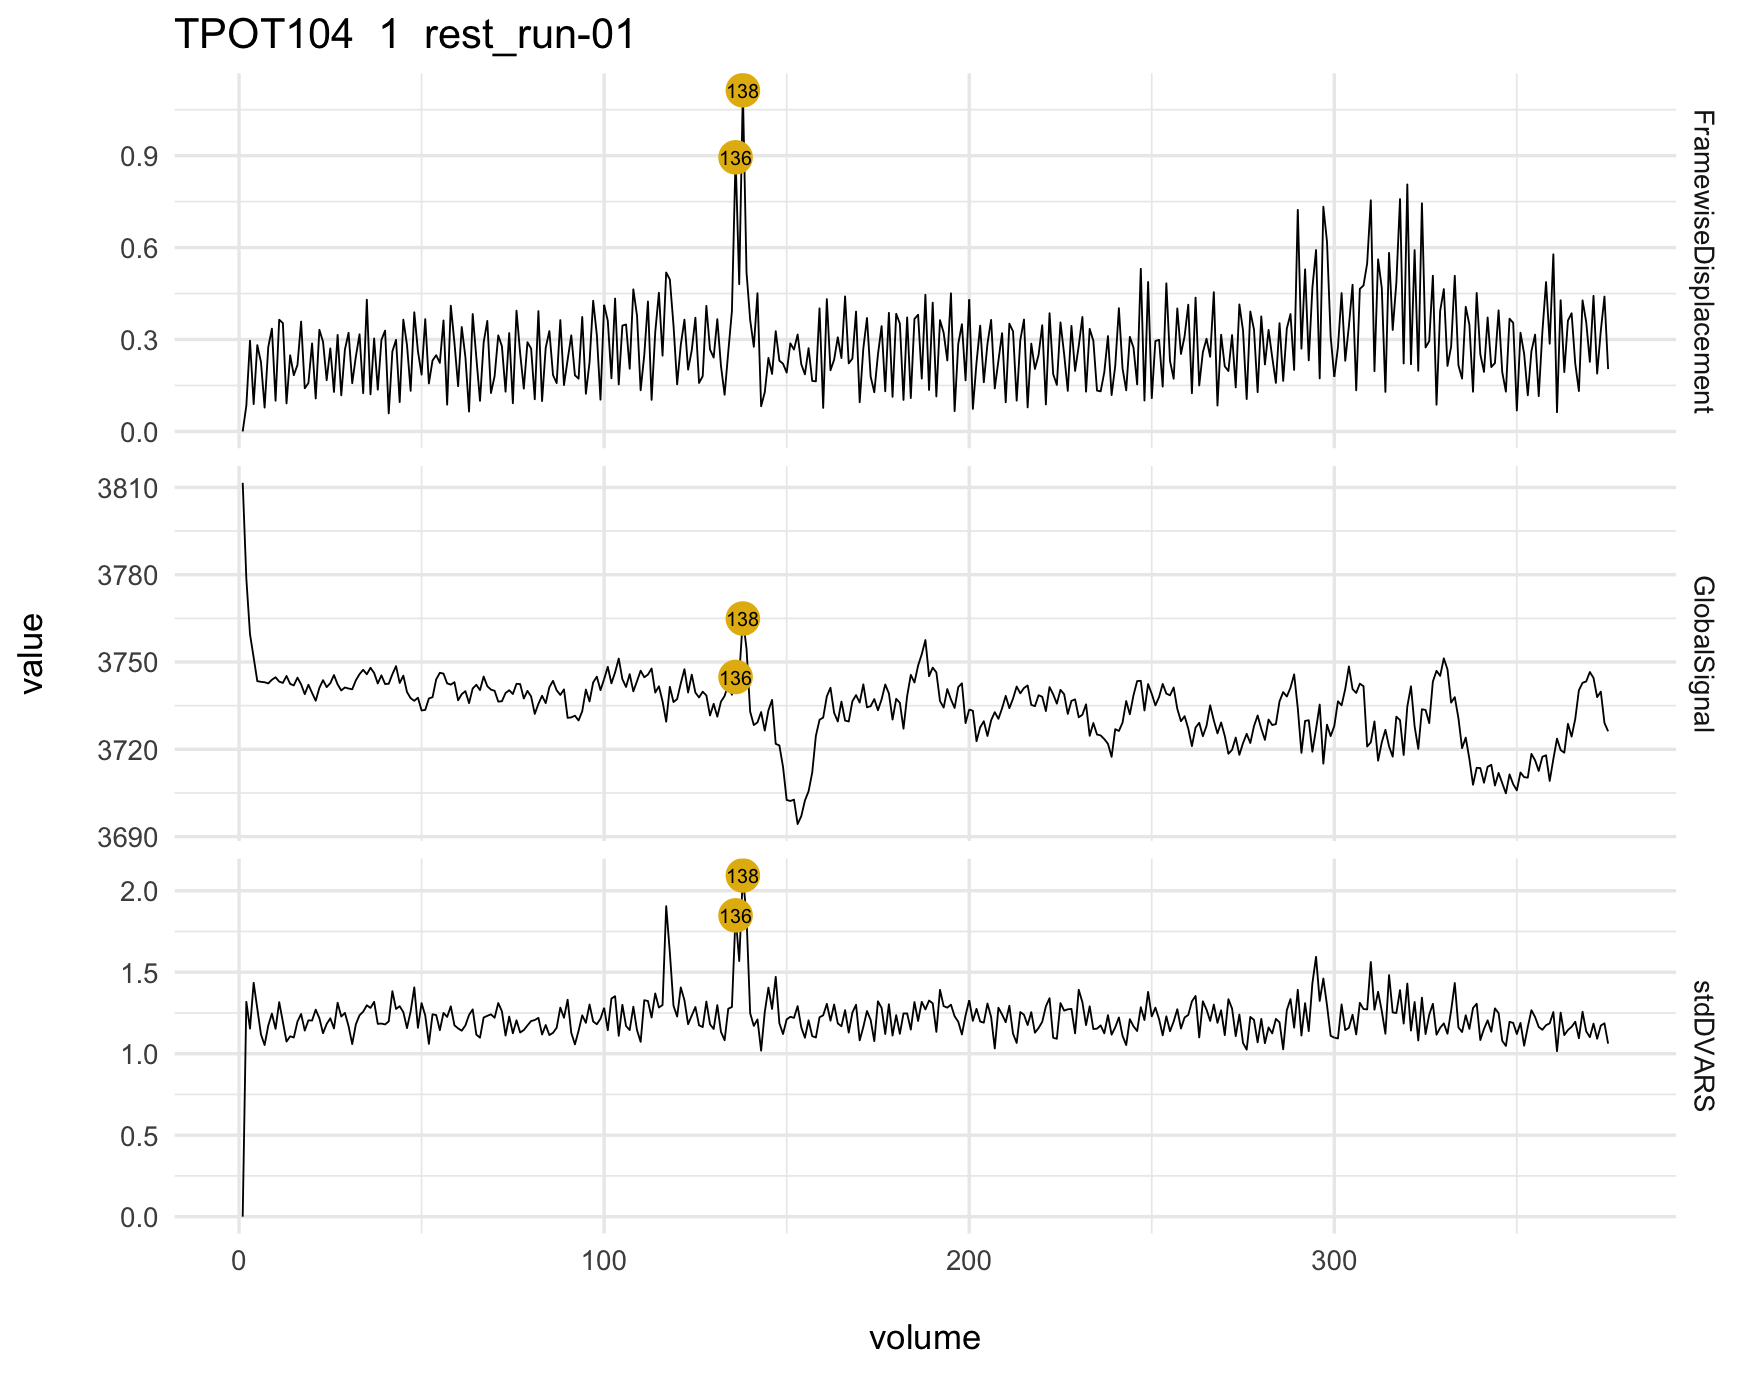 TPOT104 1 rest_run-01
138
136
0.9
0.6
0.3
0.0
FramewiseDisplacement
3810
3780
3750
3720
3690
138
136
GlobalSignal
value
138
136
2.0
1.5
1.0
0.5
0.0
stdDVARS
0 100 200 300
volume